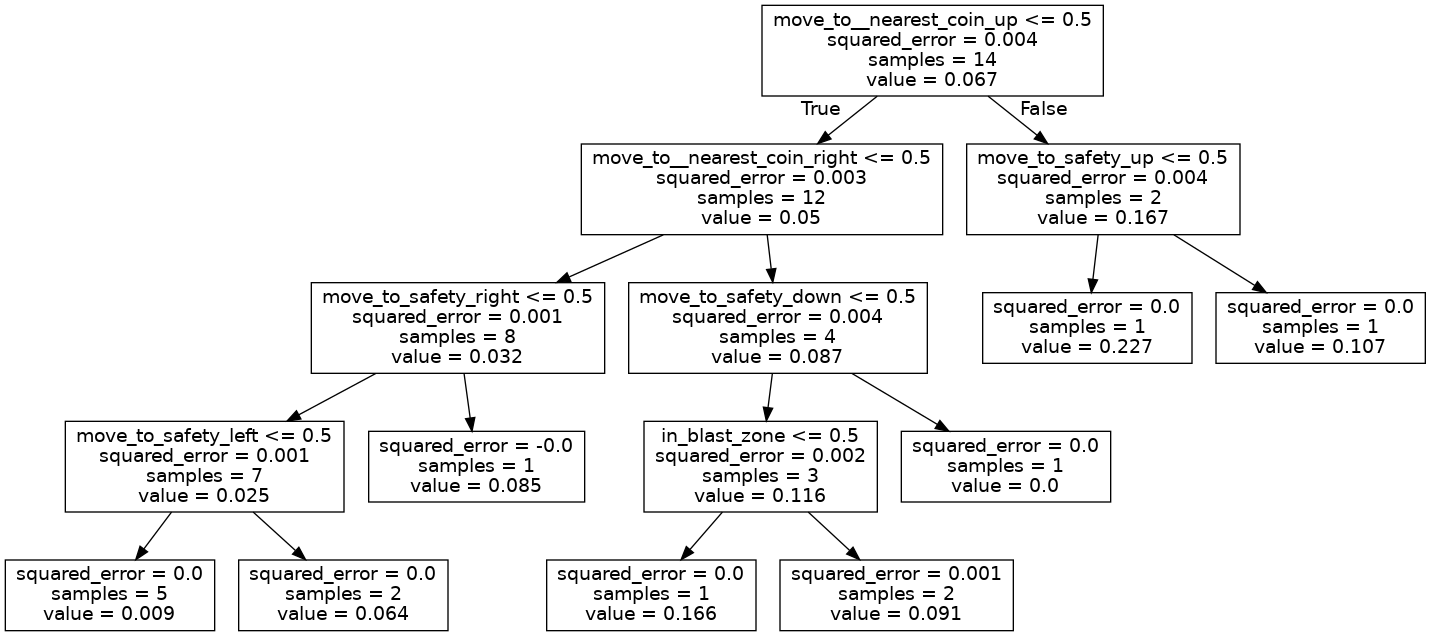 move_to__nearest_coin_up <= 0.5
squared_error = 0.004
samples = 14
value = 0.067
True
False
move_to__nearest_coin_right <= 0.5
squared_error = 0.003
samples = 12
value = 0.05
move_to_safety_up <= 0.5
squared_error = 0.004
samples = 2
value = 0.167
move_to_safety_right <= 0.5
squared_error = 0.001
samples = 8
value = 0.032
move_to_safety_down <= 0.5
squared_error = 0.004
samples = 4
value = 0.087
squared_error = 0.0
samples = 1
value = 0.227
squared_error = 0.0
samples = 1
value = 0.107
move_to_safety_left <= 0.5
squared_error = 0.001
samples = 7
value = 0.025
squared_error = -0.0
samples = 1
value = 0.085
in_blast_zone <= 0.5
squared_error = 0.002
samples = 3
value = 0.116
squared_error = 0.0
samples = 1
value = 0.0
squared_error = 0.0
samples = 5
value = 0.009
squared_error = 0.0
samples = 2
value = 0.064
squared_error = 0.0
samples = 1
value = 0.166
squared_error = 0.001
samples = 2
value = 0.091